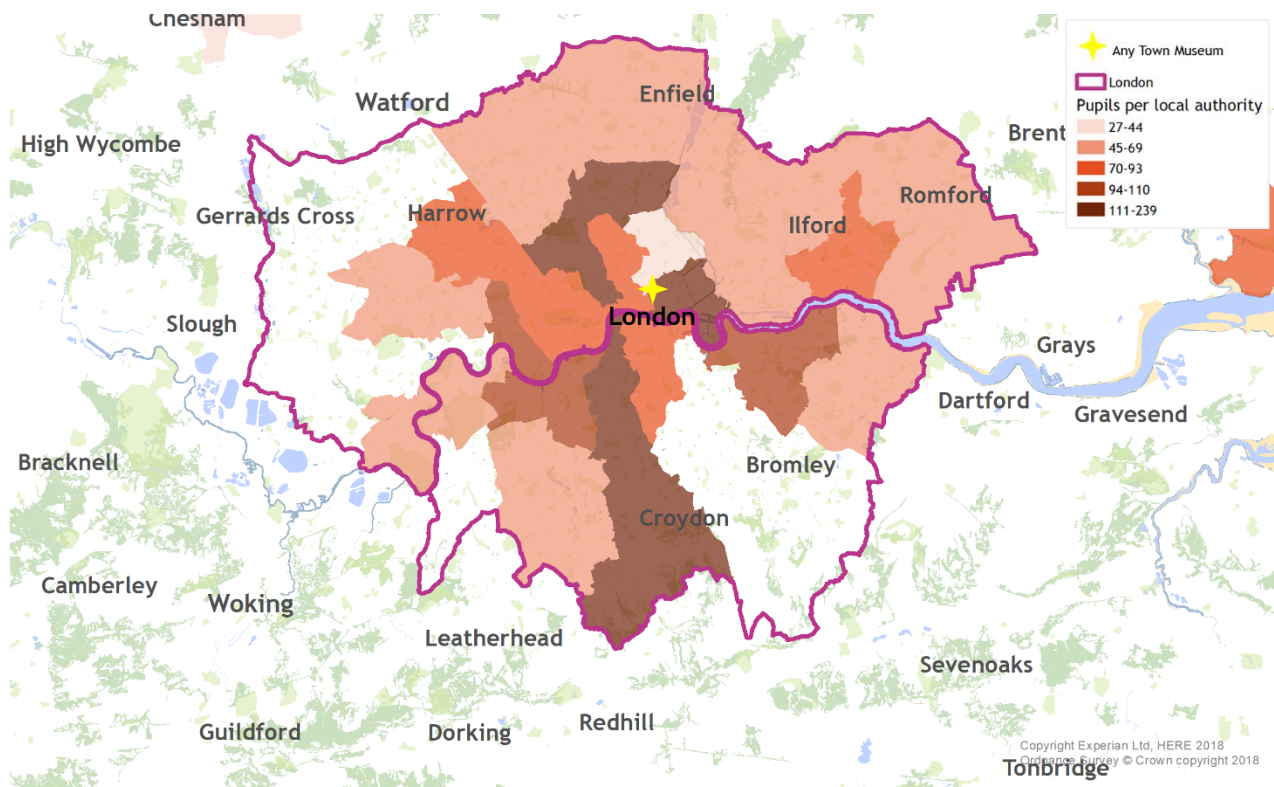 Chesham
Any Town Museum
London
Pupils per local authority
27-44
45-69
70-93
94-110
111-239
Watford
Enfield
High Wycombe
Brent
Gerrards Cross
Harrow
Ilford
Romford
Slough
London
Grays
Dartford
Gravesend
Bracknell
Bromley
Croydon
Camberley
Woking
Leatherhead
Sevenoaks
Guildford
Dorking
Redhill
Copyright Experian Ltd, HERE 2018
Ordnance Survey © Crown copyright 2018
Tonbridge